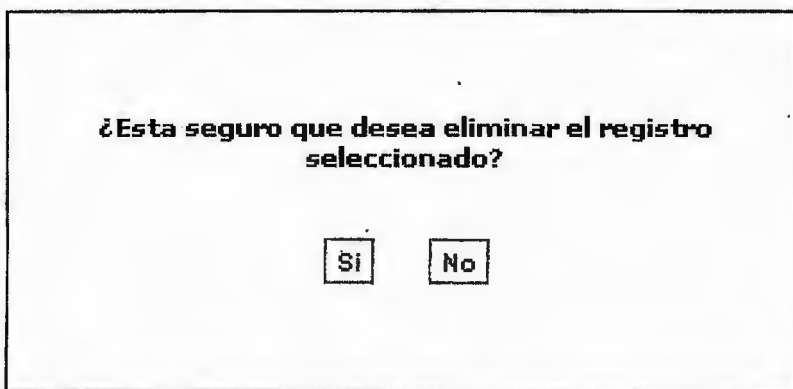 ¿Esta seguro que desea eliminar el registro
seleccionado?
Si No